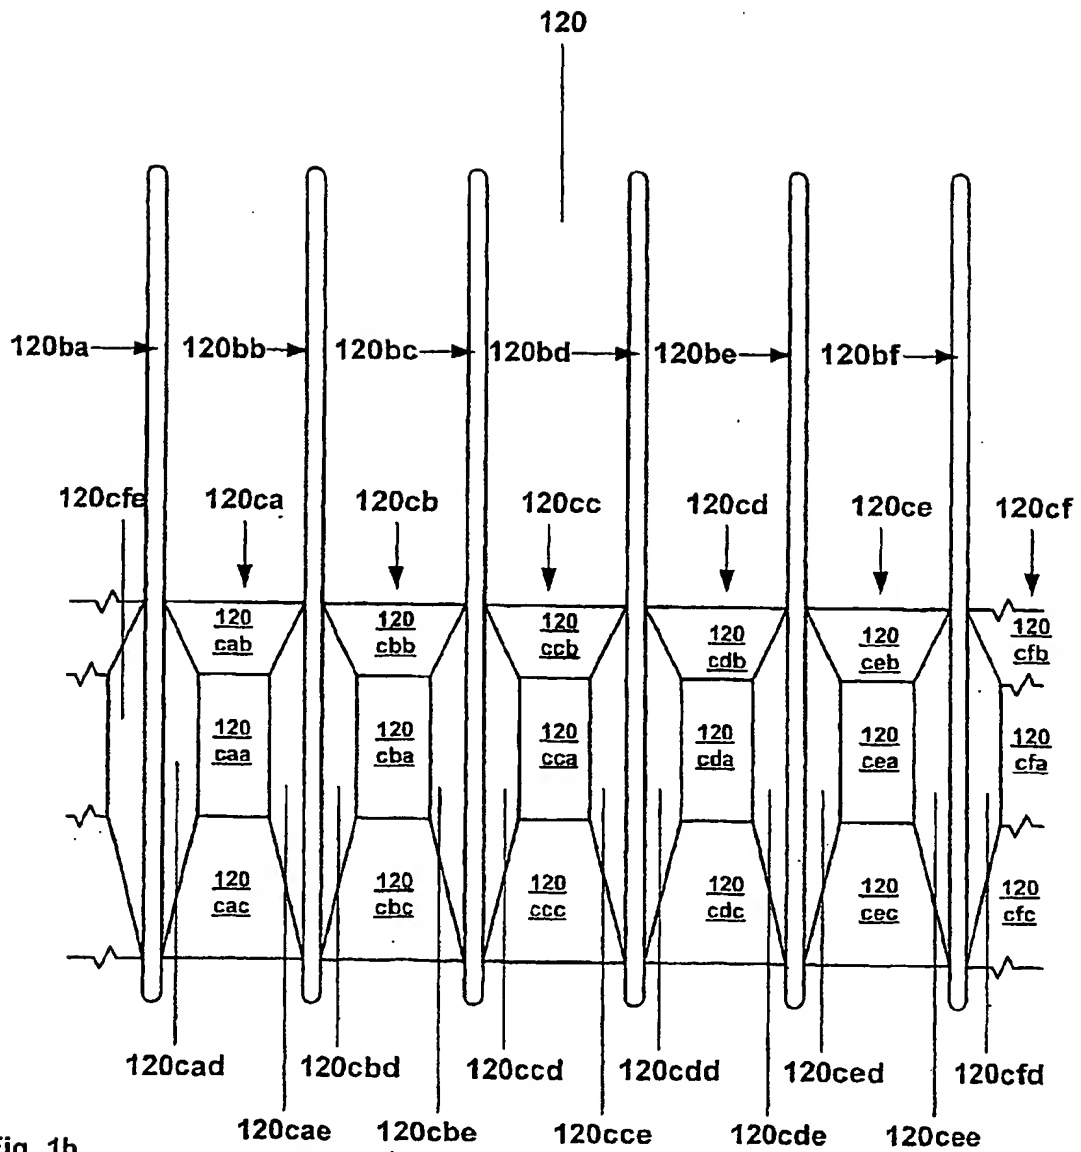 120
120ba 120bb 120bc 120bd 120be 120bf
120cfe 120ca 120cb 120cc 120cd 120ce 120cf
120 cab
120 cbb
120 ccb
120 cdb
120 ceb
120 cfb
120 caa
120 cba
120 cca
120 cda
120 cea
120 cfa
120 cac
120 cbc
120 ccc
120 cdc
120 cec
120 cfc
120cad 120cbd 120ccd 120cdd 120ced 120cfd
120cae 120cbe 120cce 120cde 120cee
Fig. 1b